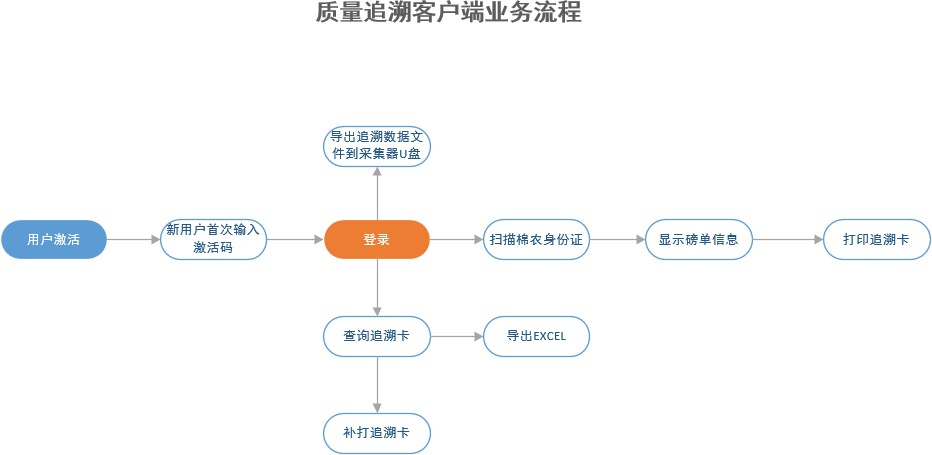 质量追溯客户端业务流程
导出追溯数据文
件到采集器U盘
用户激活
新用户首次输入
激活码
登录
扫描棉农身份证
显示磅单信息
打印追溯卡
查询追溯卡
导出EXCEL
补打追溯卡